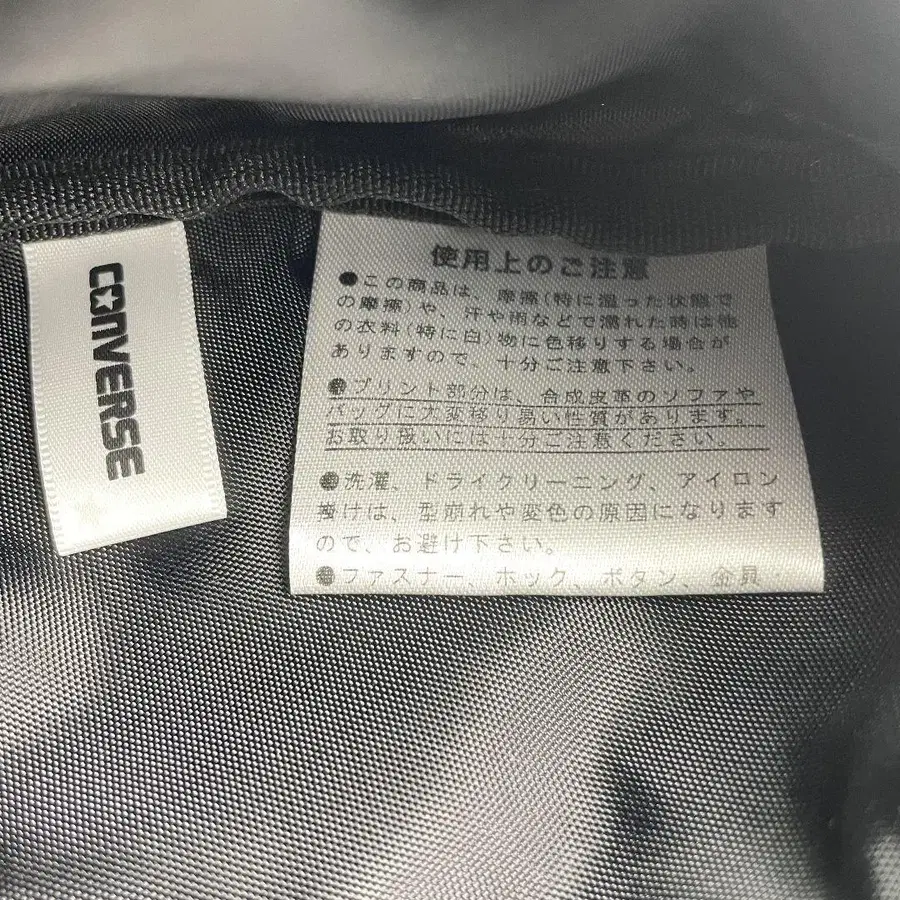 CONVERSE
使用上のご注意
●この商品は、摩擦(特に湿った状態で
の摩擦)や、汗や雨などで濡れた時は他
の衣料(特に白)物に色移りする場合が
ありますので、十分ご注意下さい。
●プリント部分は、合成皮革のソファや
バッグに大変移り易い性質があります。
お取り扱いには十分ご注意ください。
●洗濯、ドライクリーニング、アイロン
掛けは、型崩れや変色の原因になります
ので、お避け下さい。
●ファスナー、ホック、ボタン、金具・